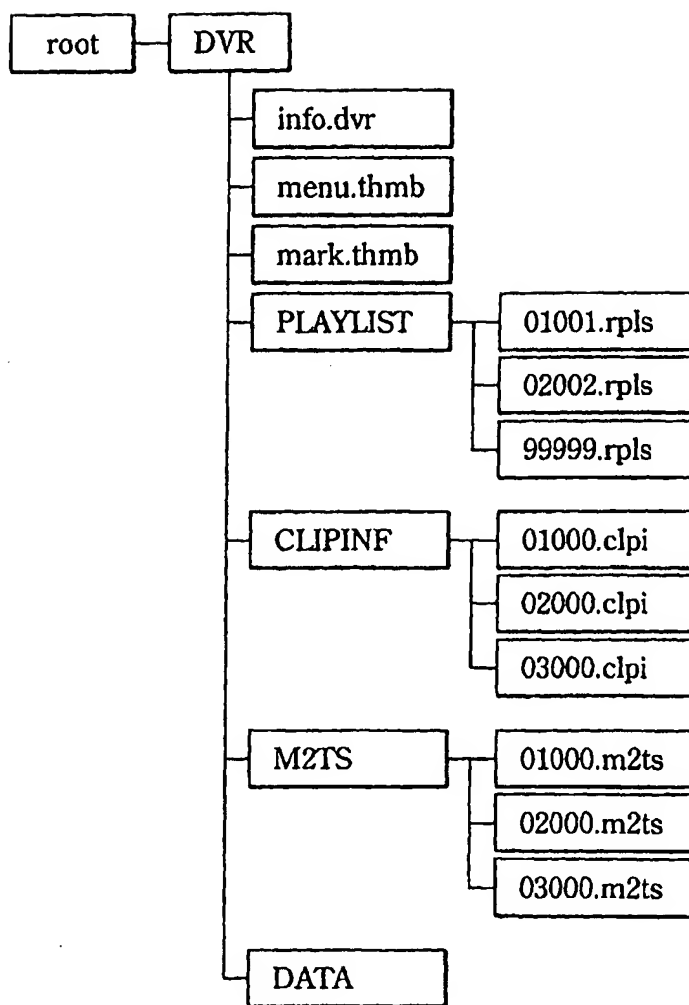 root
DVR
info.dvr
menu.thmb
mark.thmb
PLAYLIST
01001.rpls
02002.rpls
99999.rpls
CLIPINF
01000.clpi
02000.clpi
03000.clpi
M2TS
01000.m2ts
02000.m2ts
03000.m2ts
DATA